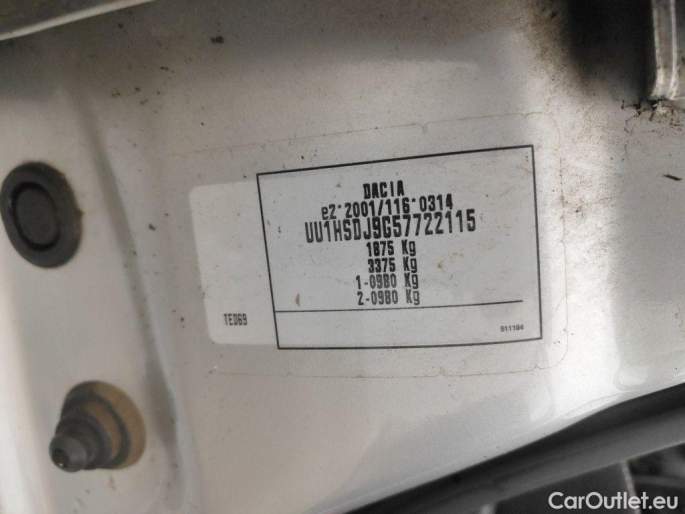 DACIA
e2*2001/116*0314
UU1HSDJ9G57722115
1875 Kg
3375 Kg
1-0980 Kg
2-0980 Kg
TED69
CarOutlet.eu